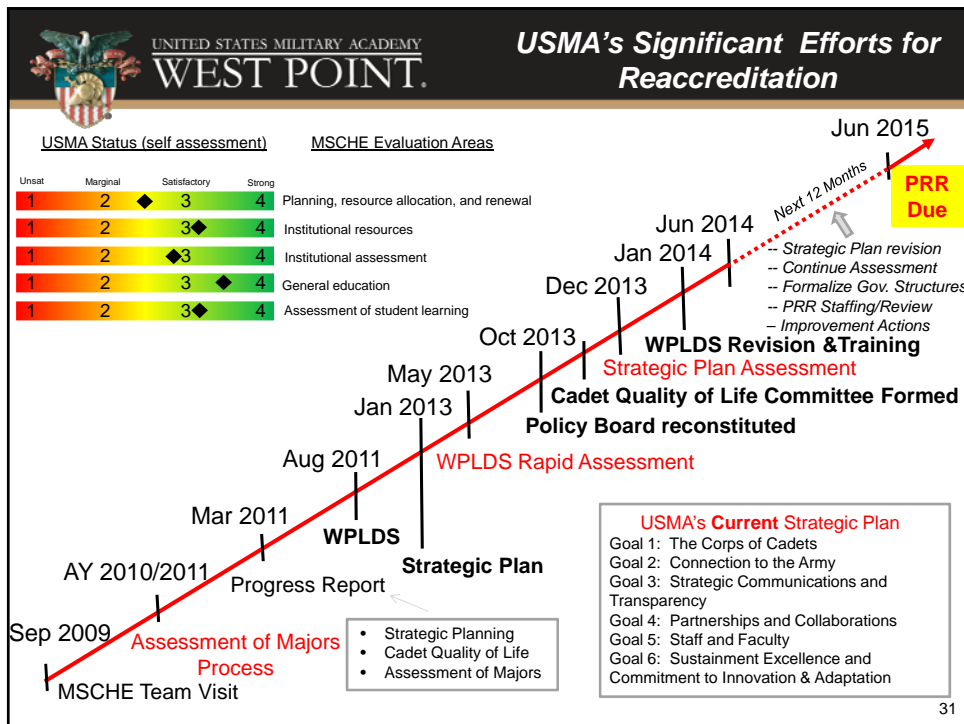 UNITED STATES MILITARY ACADEMY
WEST POINT.
USMA's Significant Efforts for
Reaccreditation
USMA Status (self assessment)
MSCHE Evaluation Areas
Unsat Marginal Satisfactory Strong
1 2 3 4 Planning, resource allocation, and renewal
1 2 3 4 Institutional resources
1 2 3 4 Institutional assessment
1 2 3 4 General education
1 2 3 4 Assessment of student learning
Jun 2015
PRR
Due
Next 12 Months
-- Strategic Plan revision
-- Continue Assessment
-- Formalize Gov. Structures
-- PRR Staffing/Review
– Improvement Actions
Jun 2014
Jan 2014
WPLDS Revision &Training
Dec 2013
Strategic Plan Assessment
Cadet Quality of Life Committee Formed
Oct 2013
Policy Board reconstituted
May 2013
WPLDS Rapid Assessment
Jan 2013
Strategic Plan
Aug 2011
WPLDS
Mar 2011
Progress Report
• Strategic Planning
• Cadet Quality of Life
• Assessment of Majors
AY 2010/2011
Assessment of Majors
Process
Sep 2009
MSCHE Team Visit
USMA's Current Strategic Plan
Goal 1: The Corps of Cadets
Goal 2: Connection to the Army
Goal 3: Strategic Communications and
Transparency
Goal 4: Partnerships and Collaborations
Goal 5: Staff and Faculty
Goal 6: Sustainment Excellence and
Commitment to Innovation & Adaptation
31